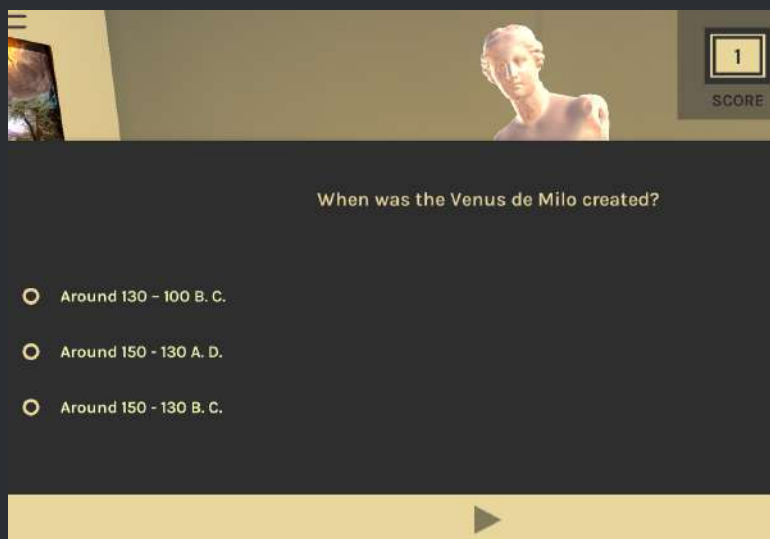 1
SCORE
When was the Venus de Milo created?
Around 130 – 100 B. C.
Around 150 - 130 A. D.
Around 150 - 130 B. C.